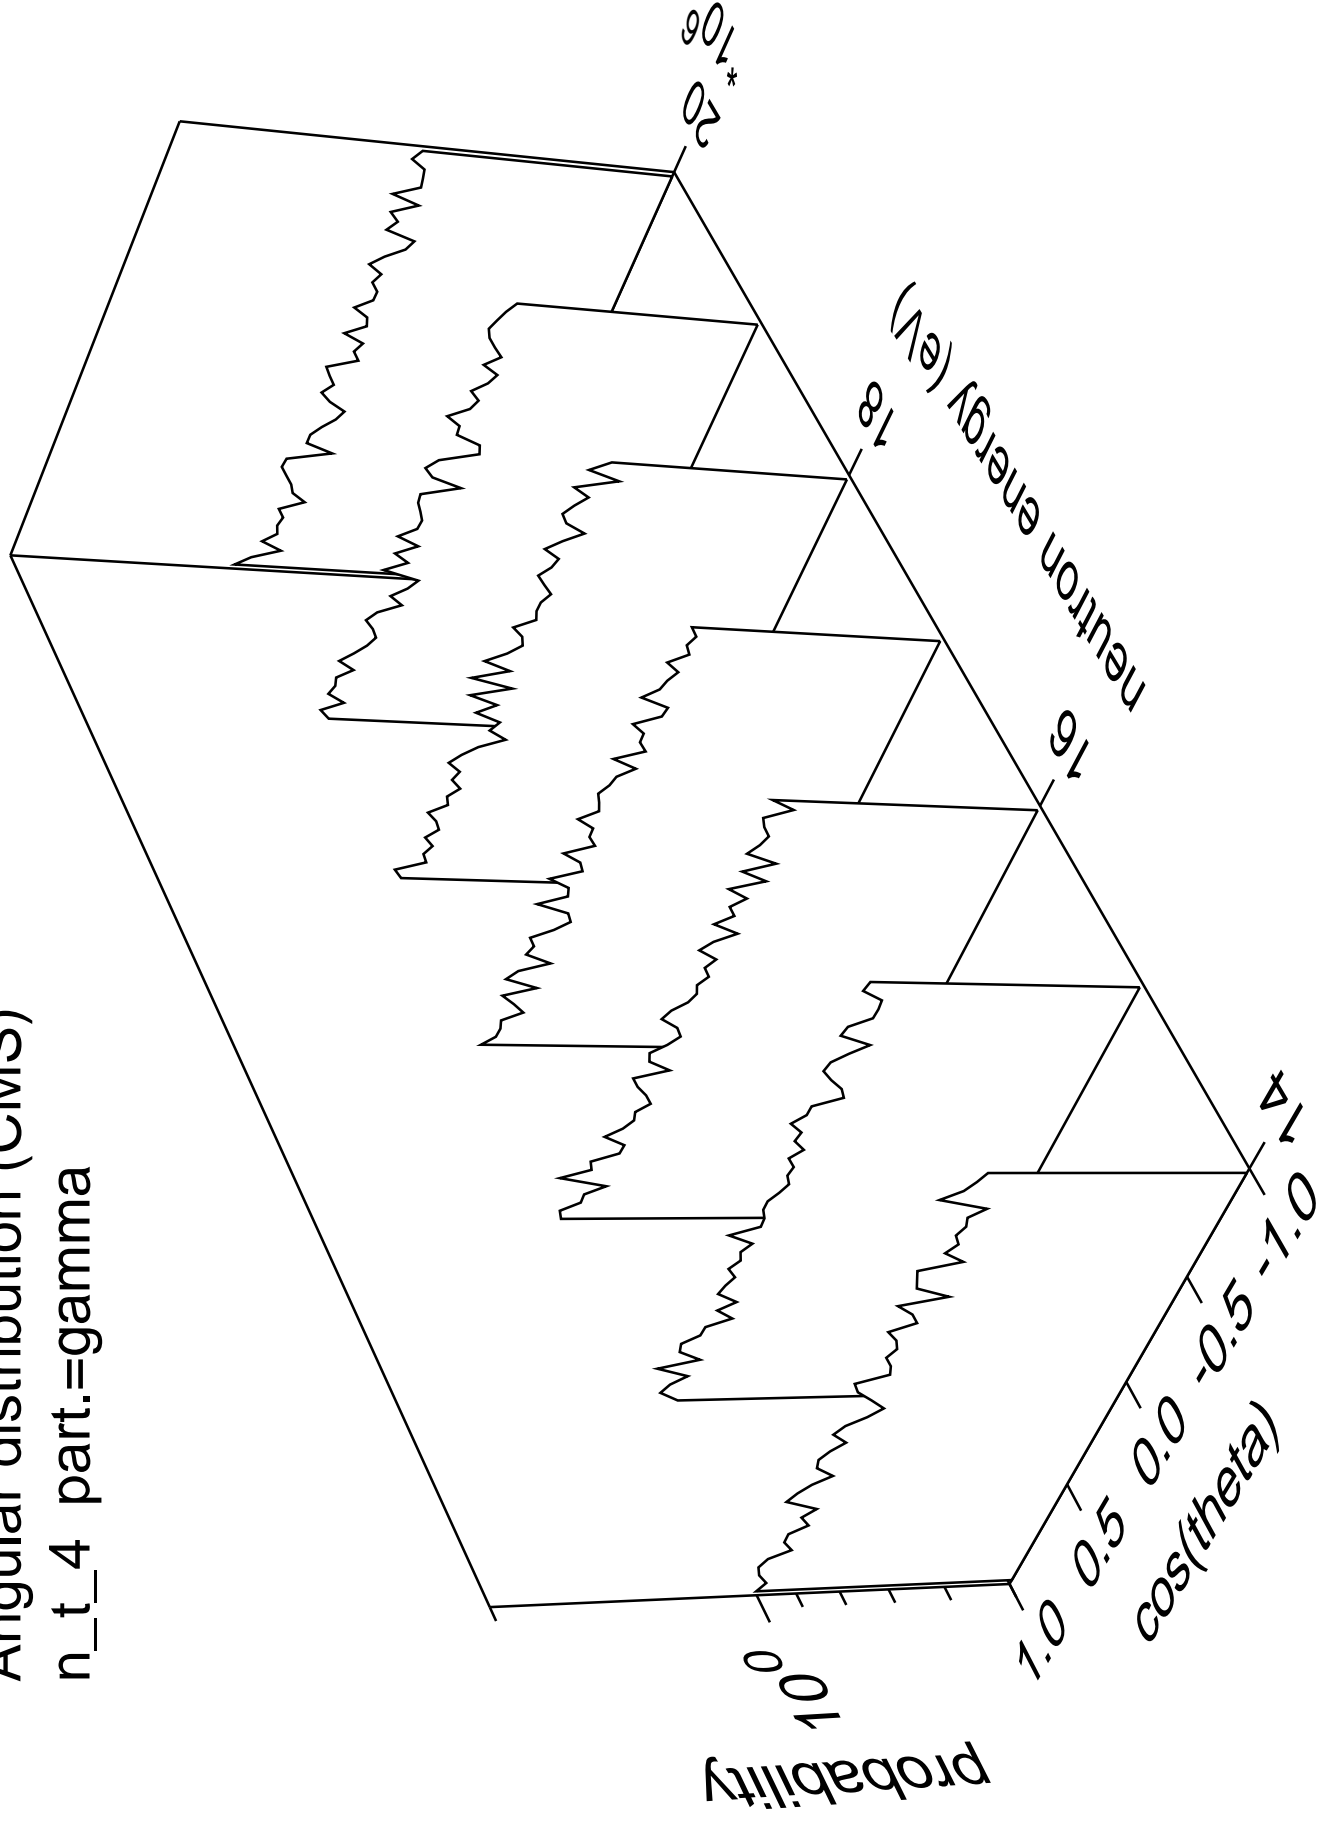 Angular distribution (CMS)
n_t_4 part.=gamma
probability
10 0
1.0 0.5 0.0 -0.5 -1.0
cos(theta)
14 16 18 20
*10 6
neutron energy (eV)